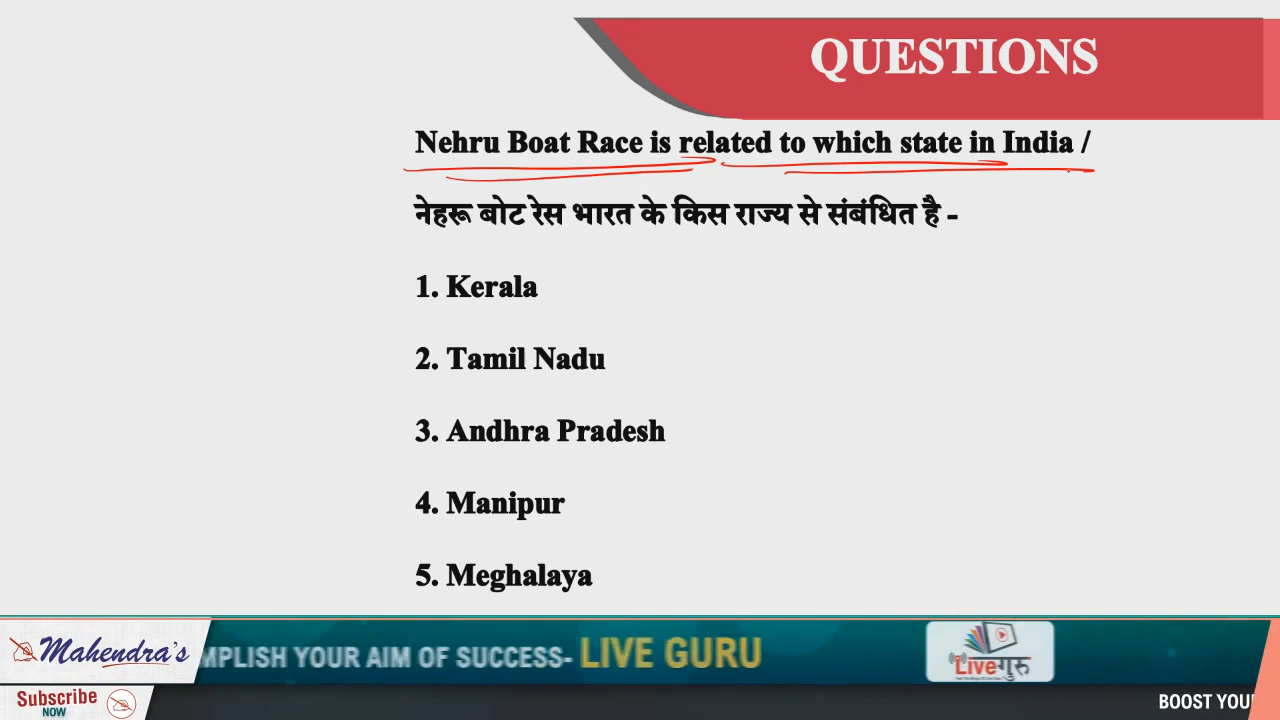 QUESTIONS
Nehru Boat Race is related to which state in India /
नेहरू बोट रेस भारत के किस राज्य से संबंधित है -
1. Kerala
2. Tamil Nadu
3. Andhra Pradesh
4. Manipur
5. Meghalaya
Mahendra's
MPLISH YOUR AIM OF SUCCESS- LIVE GURU
Liveगुरु
Subscribe
NOW
BOOST YOU